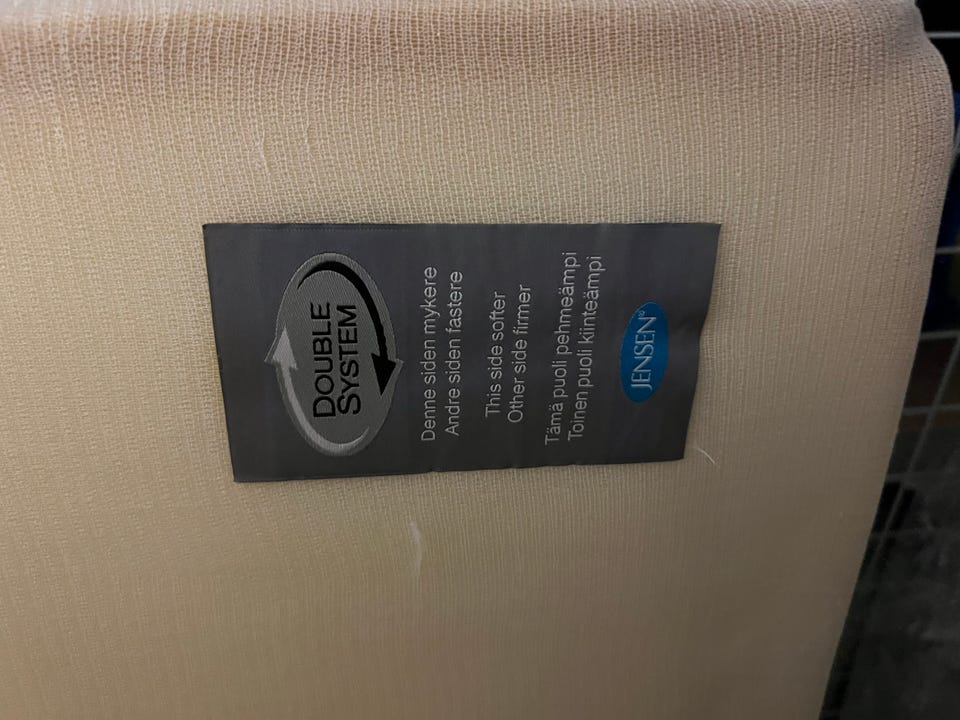 DOUBLE
SYSTEM
Denne siden mykere
Andre siden fastere
This side softer
Other side firmer
Tämä puoli pehmeämpi
Toinen puoli kiinteämpi
JENSEN®